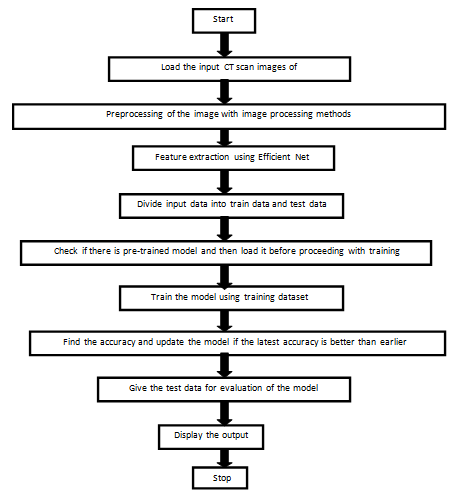 Start
Load the input CT scan images of
Preprocessing of the image with image processing methods
Feature extraction using Efficient Net
Divide input data into train data and test data
Check if there is pre-trained model and then load it before proceeding with training
Train the model using training dataset
Find the accuracy and update the model if the latest accuracy is better than earlier
Give the test data for evaluation of the model
Display the output
Stop